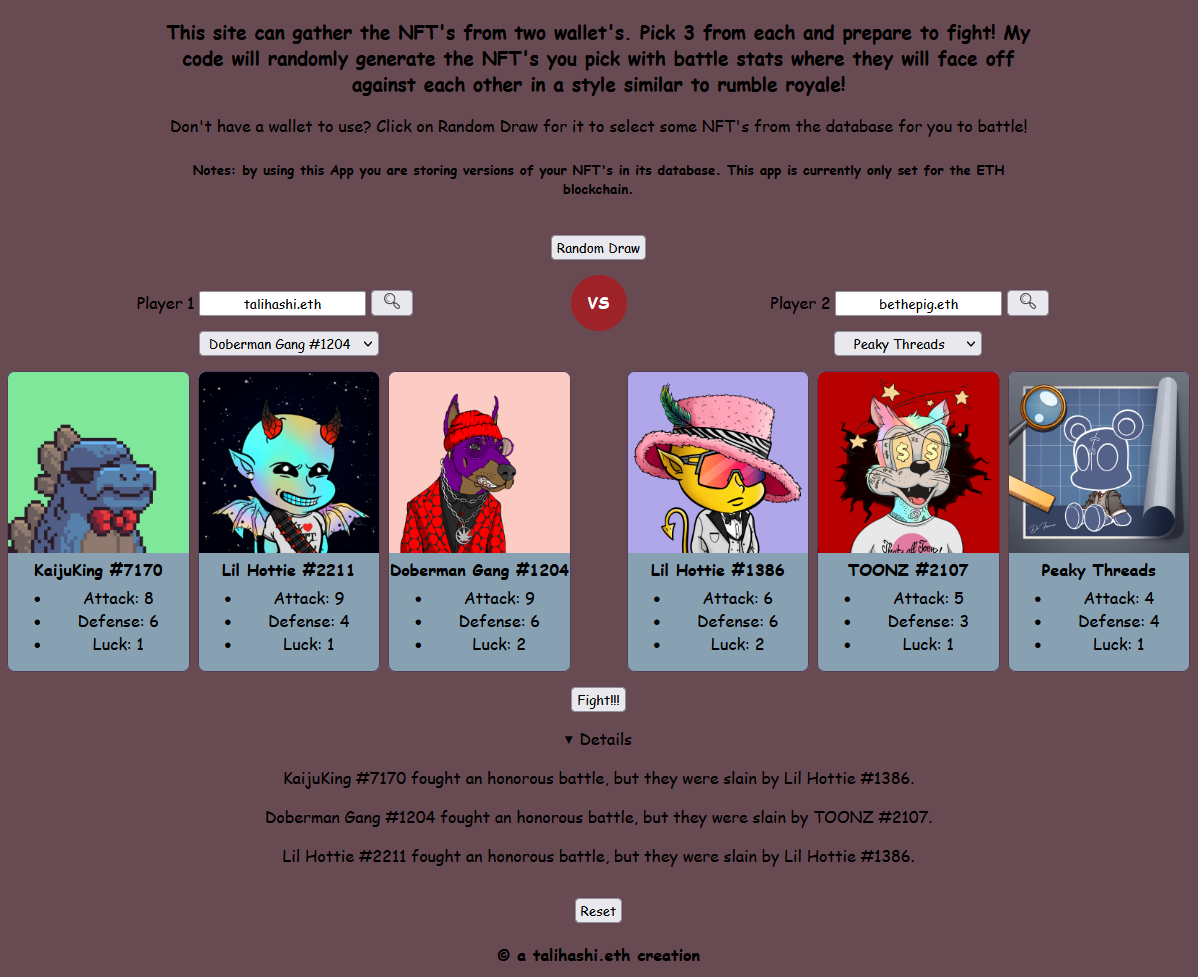 This site can gather the NFT's from two wallet's. Pick 3 from each and prepare to fight! My
code will randomly generate the NFT's you pick with battle stats where they will face off
against each other in a style similar to rumble royale!
Don't have a wallet to use? Click on Random Draw for it to select some NFT's from the database for you to battle!
Notes: by using this App you are storing versions of your NFT's in its database. This app is currently only set for the ETH
blockchain.
Random Draw
Player 1 talihashi.eth
VS
Player 2 bethepig.eth
Doberman Gang #1204
Peaky Threads
KaijuKing #7170
• Attack: 8
• Defense: 6
• Luck: 1
Lil Hottie #2211
• Attack: 9
• Defense: 4
• Luck: 1
Doberman Gang #1204
• Attack: 9
• Defense: 6
• Luck: 2
Lil Hottie #1386
• Attack: 6
• Defense: 6
• Luck: 2
TOONZ #2107
• Attack: 5
• Defense: 3
• Luck: 1
Peaky Threads
• Attack: 4
• Defense: 4
• Luck: 1
Fight!!!
▼ Details
KaijuKing #7170 fought an honorous battle, but they were slain by Lil Hottie #1386.
Doberman Gang #1204 fought an honorous battle, but they were slain by TOONZ #2107.
Lil Hottie #2211 fought an honorous battle, but they were slain by Lil Hottie #1386.
Reset
© a talihashi.eth creation